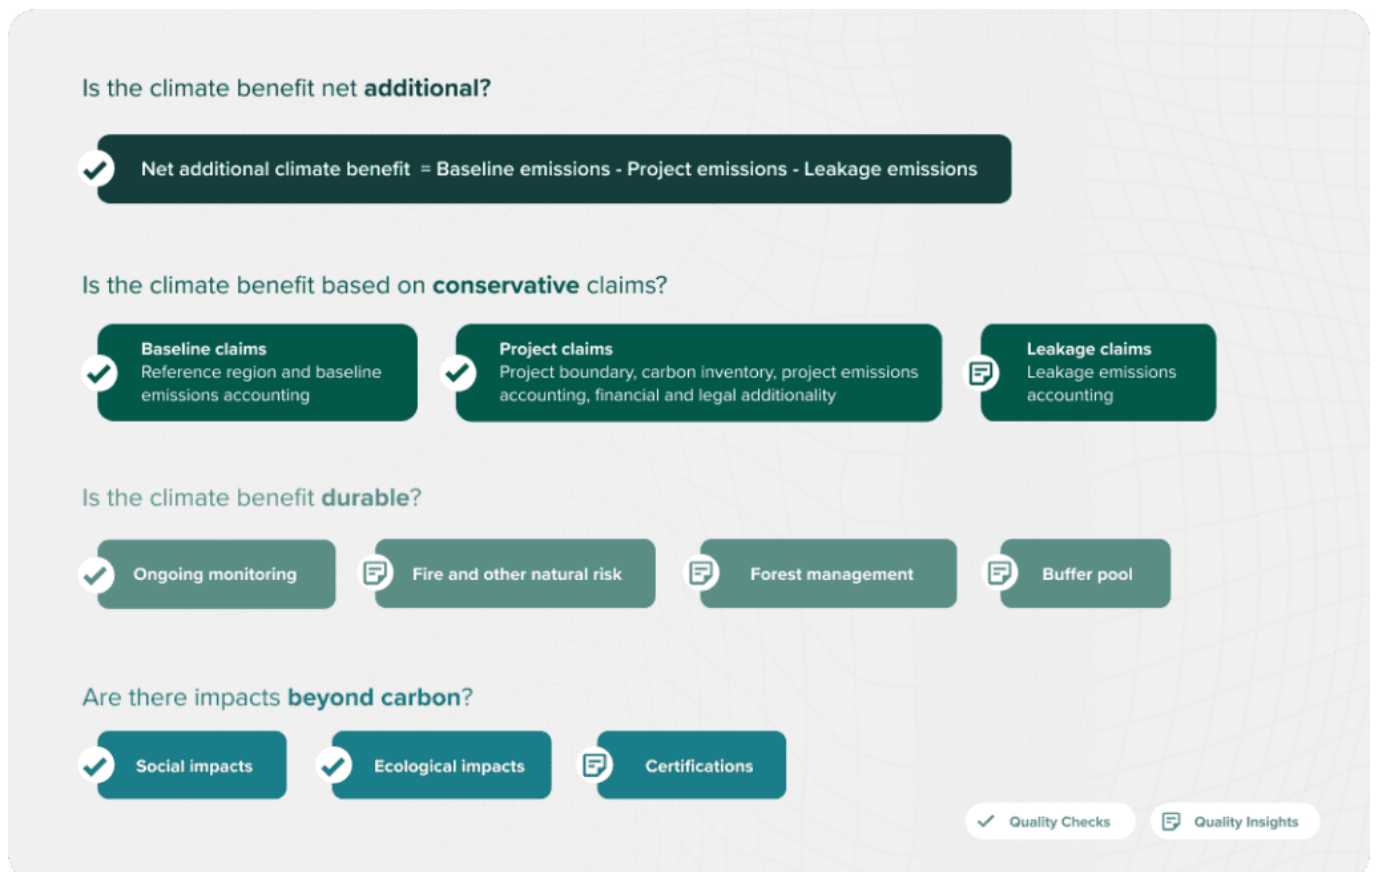 Is the climate benefit net additional?
Net additional climate benefit = Baseline emissions - Project emissions - Leakage emissions
Is the climate benefit based on conservative claims?
Baseline claims
Reference region and baseline
emissions accounting
Project claims
Project boundary, carbon inventory, project emissions
accounting, financial and legal additionality
Leakage claims
Leakage emissions
accounting
Is the climate benefit durable?
Ongoing monitoring
Fire and other natural risk
Forest management
Buffer pool
Are there impacts beyond carbon?
Social impacts
Ecological impacts
Certifications
Quality Checks
Quality Insights